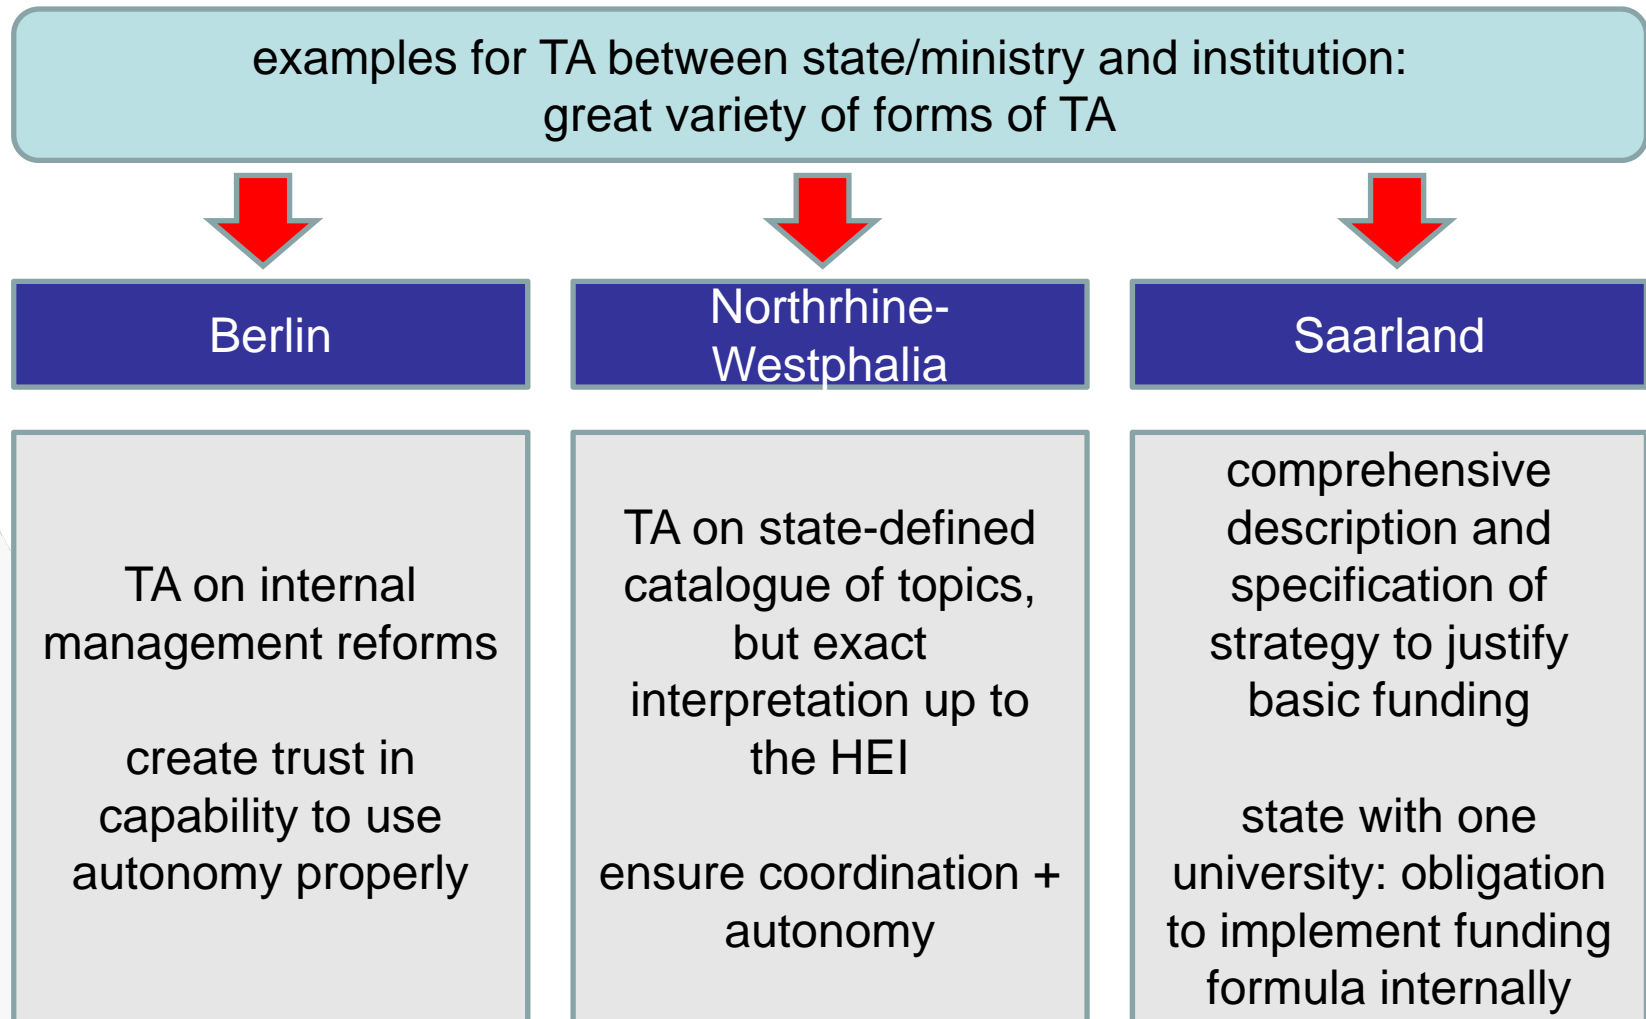 examples for TA between state/ministry and institution:
great variety of forms of TA
Berlin
Northrhine-
Westphalia
Saarland
TA on internal
management reforms
create trust in
capability to use
autonomy properly
TA on state-defined
catalogue of topics,
but exact
interpretation up to
the HEI
ensure coordination +
autonomy
comprehensive
description and
specification of
strategy to justify
basic funding
state with one
university: obligation
to implement funding
formula internally